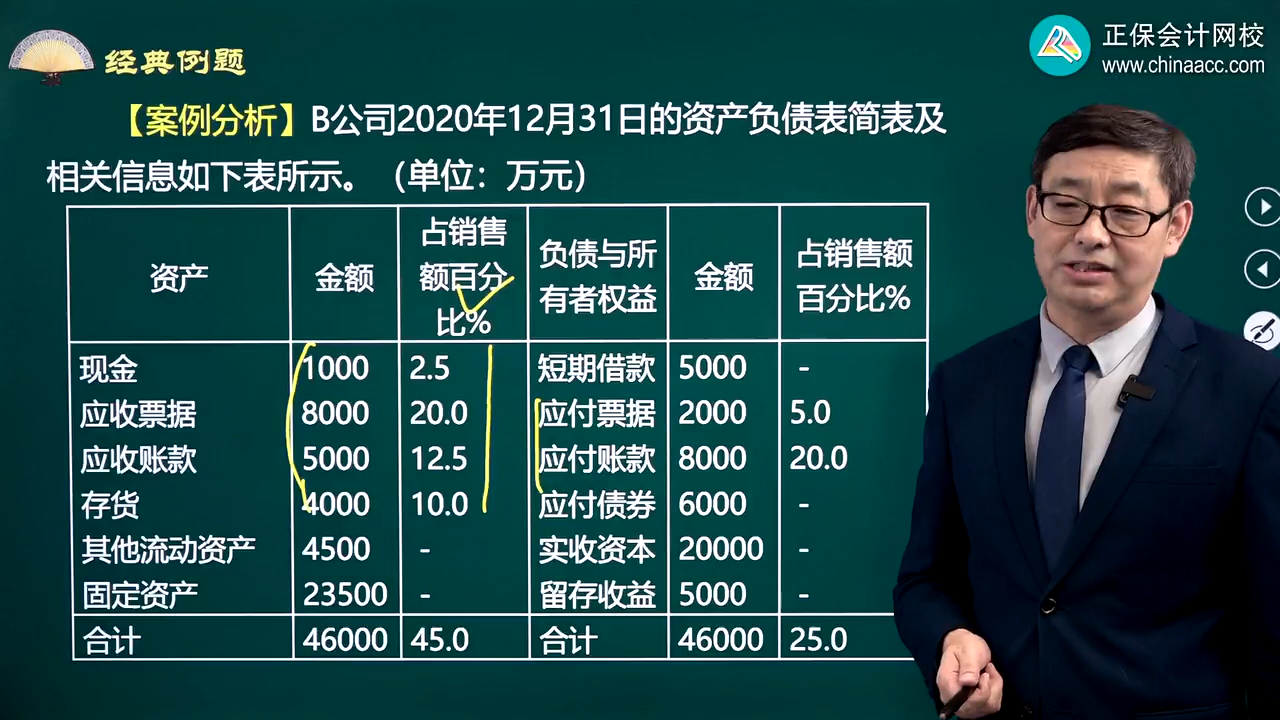 正保会计网校
www.chinaacc.com
经典例题
【案例分析】B公司2020年12月31日的资产负债表简表及
相关信息如下表所示。（单位：万元）
资产 金额 占销售额百分比% 负债与所有者权益 金额 占销售额百分比%
现金 1000 2.5 短期借款 5000 -
应收票据 8000 20.0 应付票据 2000 5.0
应收账款 5000 12.5 应付账款 8000 20.0
存货 4000 10.0 应付债券 6000 -
其他流动资产 4500 - 实收资本 20000 -
固定资产 23500 - 留存收益 5000 -
合计 46000 45.0 合计 46000 25.0